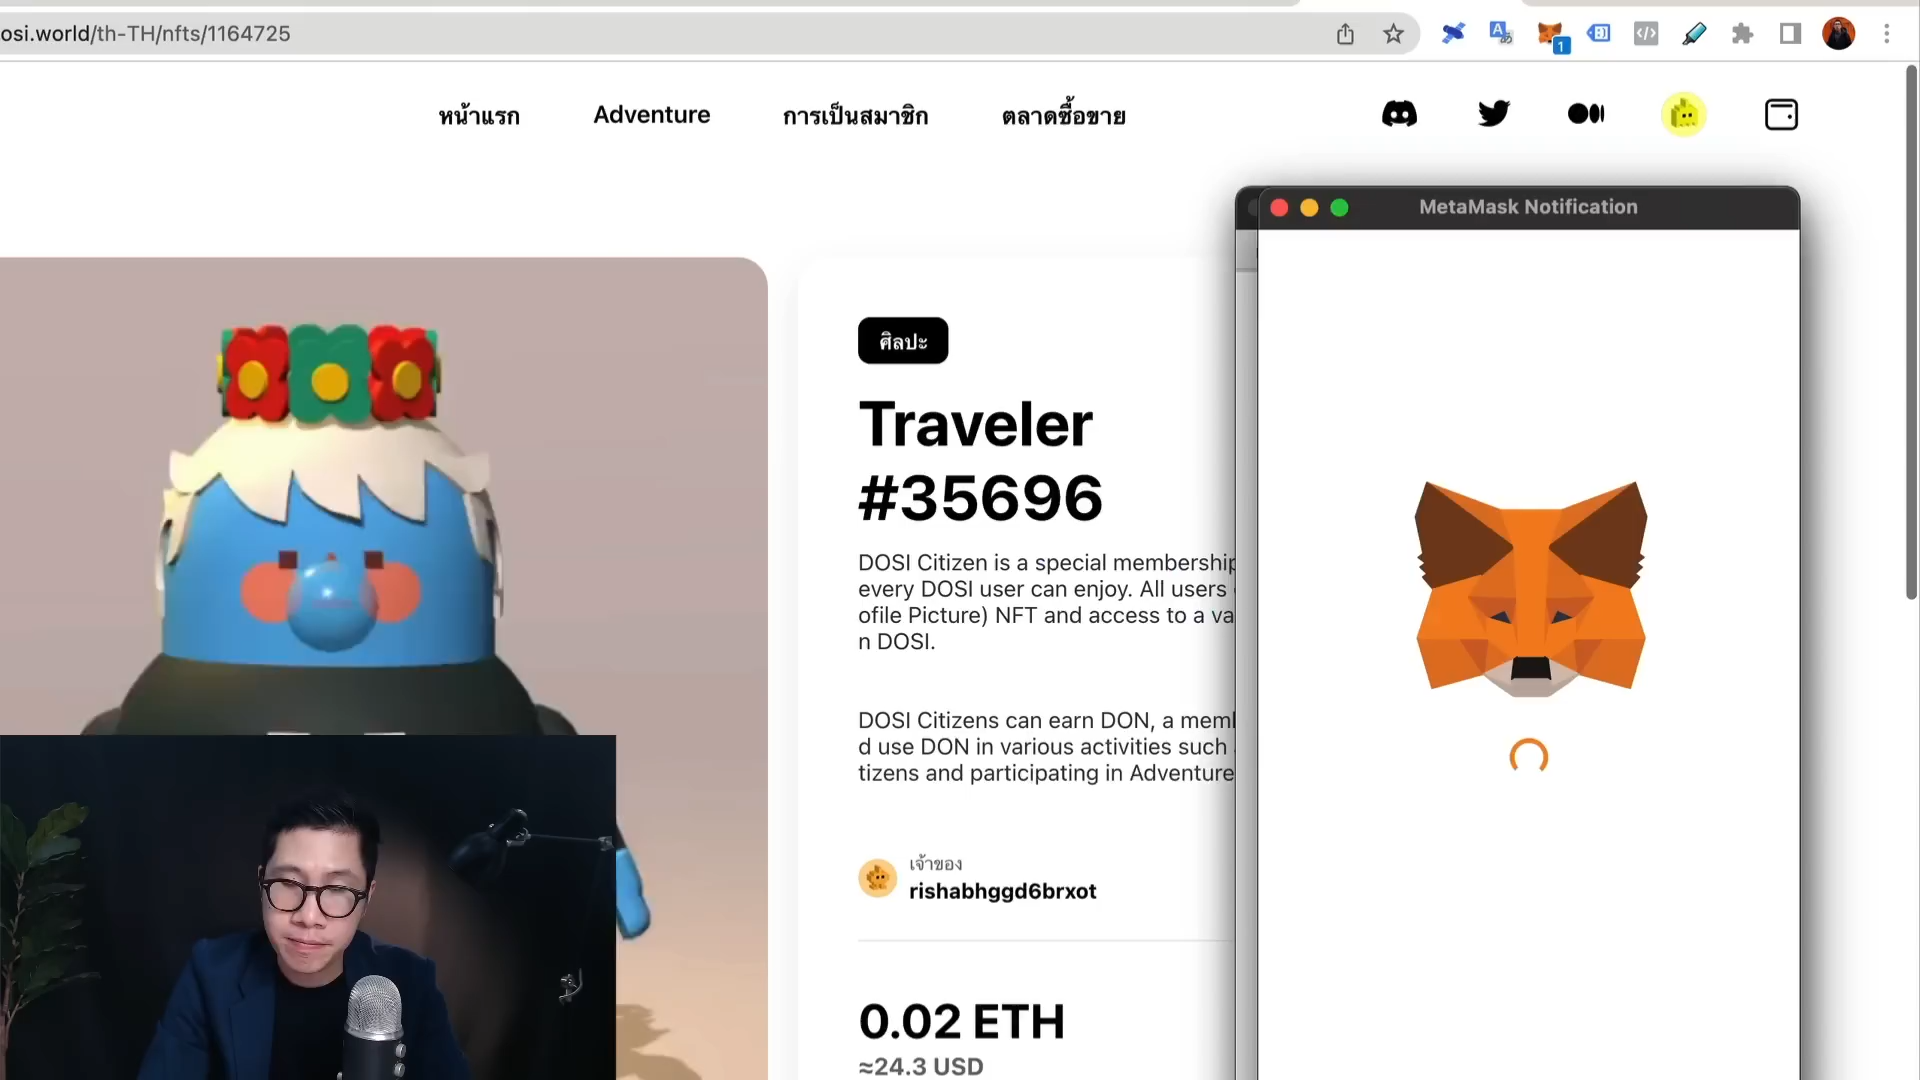 osi.world/th-TH/nfts/1164725
1
หน้าแรก
Adventure
การเป็นสมาชิก
ตลาดซื้อขาย
MetaMask Notification
ศิลปะ
Traveler
#35696
DOSI Citizen is a special membership
every DOSI user can enjoy. All users
ofile Picture) NFT and access to a va
n DOSI.
DOSI Citizens can earn DON, a mem
d use DON in various activities such
tizens and participating in Adventure
เจ้าของ
rishabhggd6brxot
0.02 ETH
≈24.3 USD